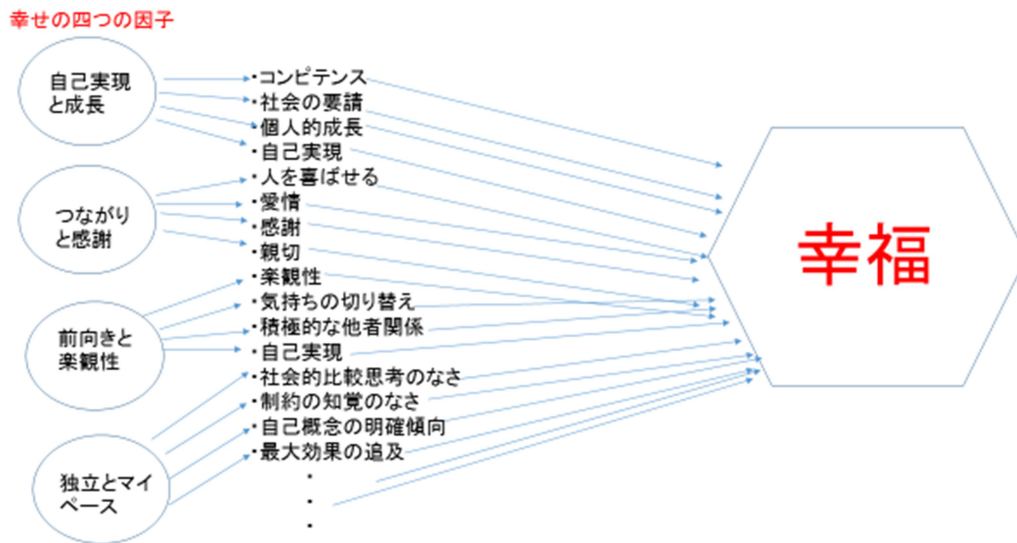 幸せの四つの因子
自己実現
と成長
つながり
と感謝
前向きと
楽観性
独立とマイ
ペース
・コンピテンス
・社会の要請
・個人的成長
・自己実現
・人を喜ばせる
・愛情
・感謝
・親切
・楽観性
・気持ちの切り替え
・積極的な他者関係
・自己実現
・社会的比較思考のなさ
・制約の知覚のなさ
・自己概念の明確傾向
・最大効果の追及
・
・
・
幸福